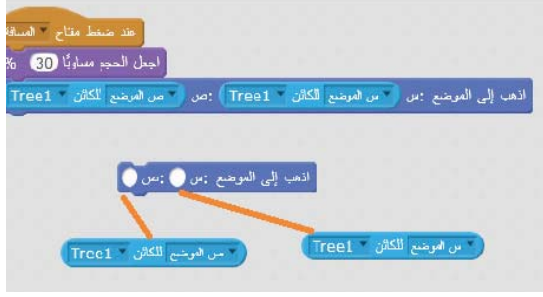 عند ضغط مفتاح المسافة
اجعل الحجم مساويًا 30 %
اذهب إلى الموضع س: س الموضع للكائن Tree1 ص: ص الموضع للكائن Tree1
اذهب إلى الموضع س: س:
س الموضع للكائن Tree1
ص الموضع للكائن Tree1